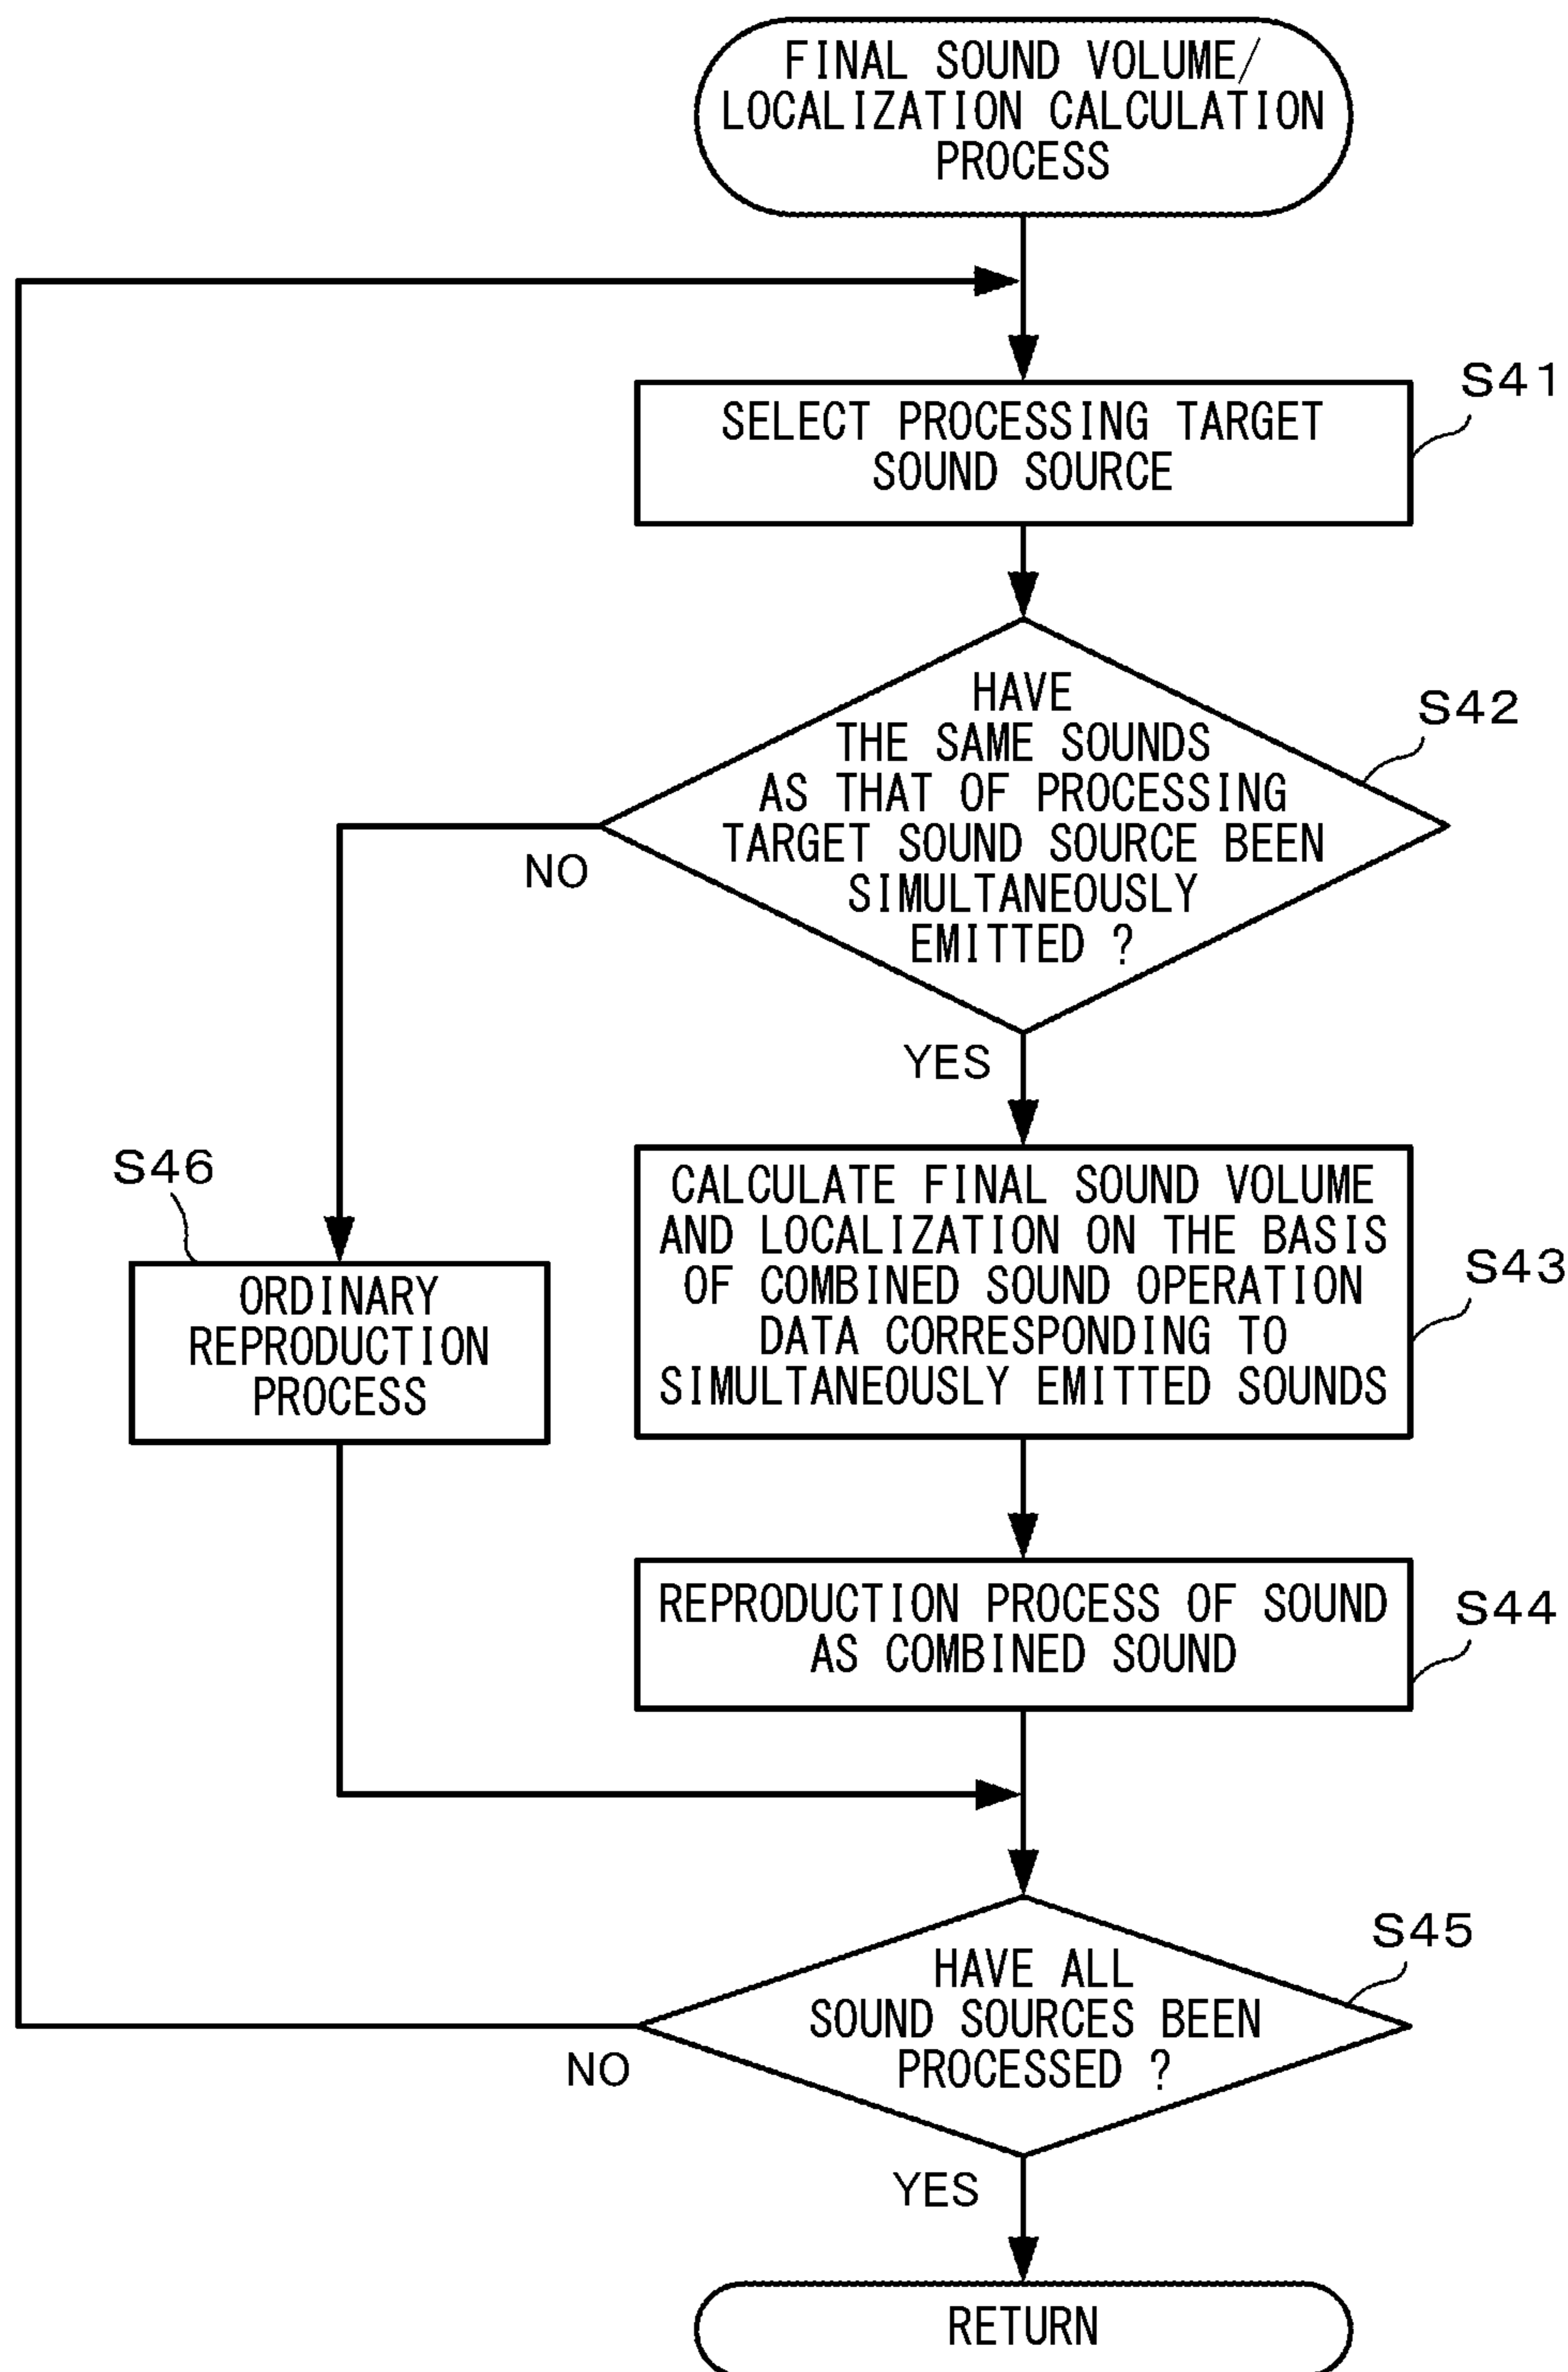 FINAL SOUND VOLUME/
LOCALIZATION CALCULATION
PROCESS
S41
SELECT PROCESSING TARGET
SOUND SOURCE
S42
HAVE
THE SAME SOUNDS
AS THAT OF PROCESSING
TARGET SOUND SOURCE BEEN
SIMULTANEOUSLY
EMITTED ?
NO
YES
S46
ORDINARY
REPRODUCTION
PROCESS
S43
CALCULATE FINAL SOUND VOLUME
AND LOCALIZATION ON THE BASIS
OF COMBINED SOUND OPERATION
DATA CORRESPONDING TO
SIMULTANEOUSLY EMITTED SOUNDS
S44
REPRODUCTION PROCESS OF SOUND
AS COMBINED SOUND
S45
HAVE ALL
SOUND SOURCES BEEN
PROCESSED ?
NO
YES
RETURN